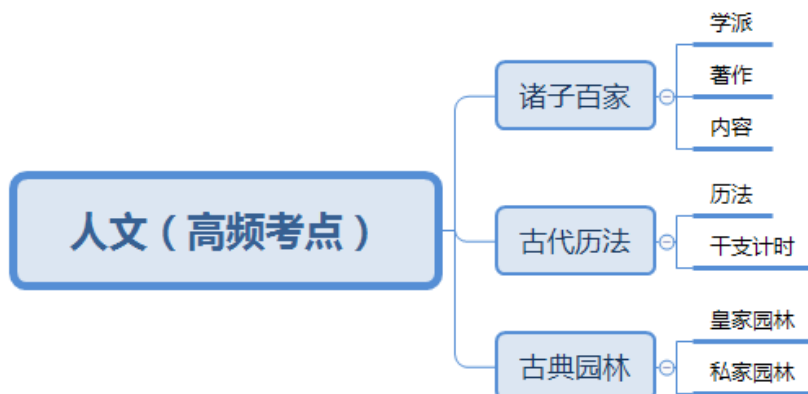 人文（高频考点）
诸子百家
学派
著作
内容
古代历法
历法
干支计时
古典园林
皇家园林
私家园林